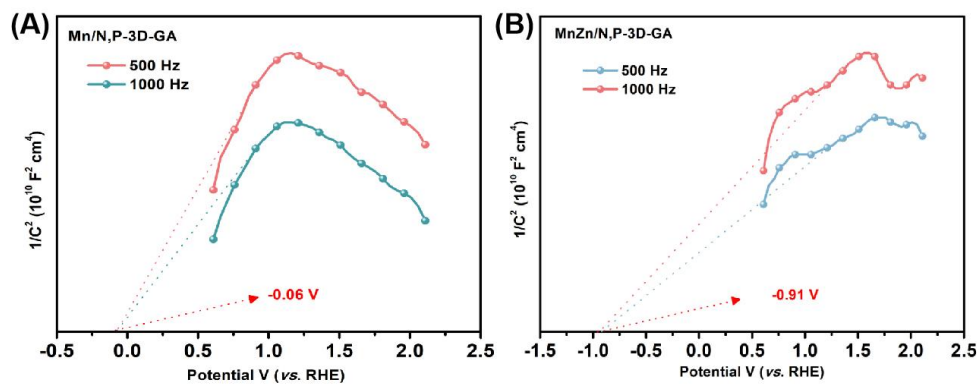 (A)
Mn/N,P-3D-GA
500 Hz
1000 Hz
1/C² (10¹⁰ F² cm⁴)
-0.06 V
-0.5 0.0 0.5 1.0 1.5 2.0 2.5
Potential V (vs. RHE)
(B)
MnZn/N,P-3D-GA
500 Hz
1000 Hz
1/C² (10¹⁰ F² cm⁴)
-0.91 V
-1.5 -1.0 -0.5 0.0 0.5 1.0 1.5 2.0 2.5
Potential V (vs. RHE)